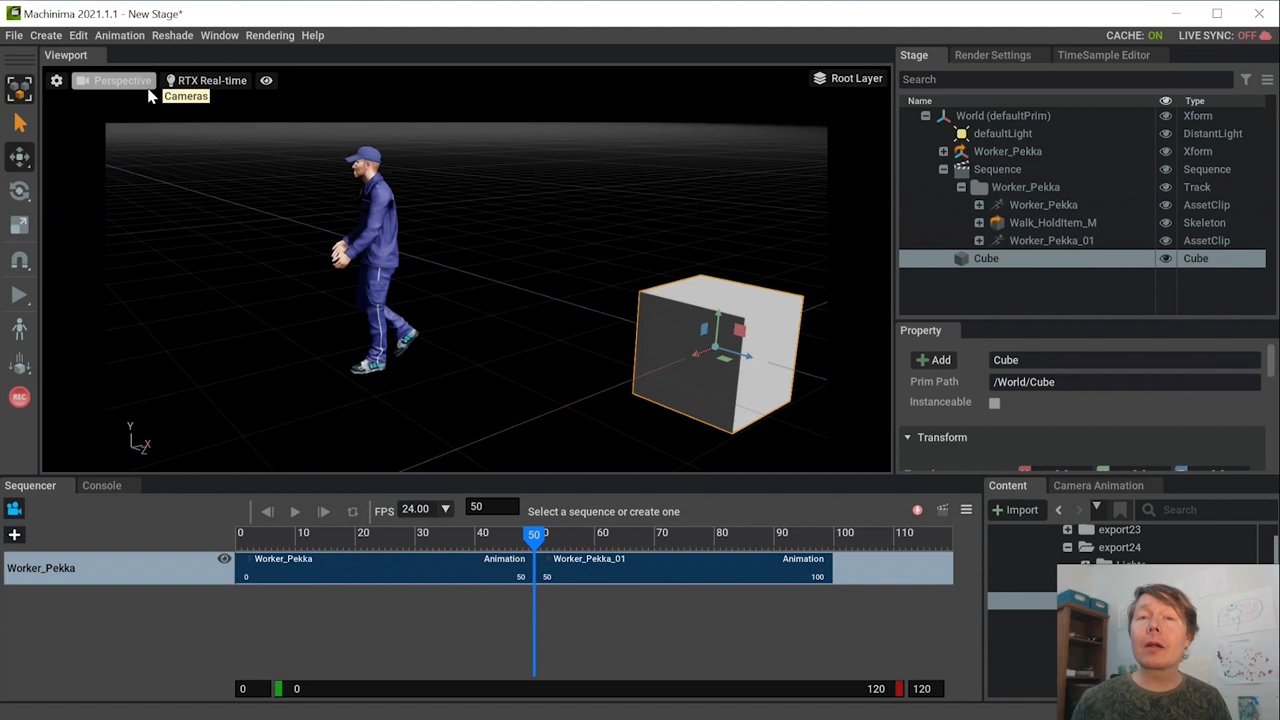 Machinima 2021.1.1 - New Stage*
File Create Edit Animation Reshade Window Rendering Help
CACHE: ON LIVE SYNC: OFF
Viewport
Perspective RTX Real-time
Cameras
Root Layer
Stage Render Settings TimeSample Editor
Search
Name Type
World (defaultPrim) Xform
defaultLight DistantLight
Worker_Pekka Xform
Sequence Sequence
Worker_Pekka Track
Worker_Pekka AssetClip
Walk_HoldItem_M Skeleton
Worker_Pekka_01 AssetClip
Cube Cube
Property
Add Cube
Prim Path /World/Cube
Instanceable
Transform
REC
Y
X
Z
Sequencer Console
FPS 24.00 50 Select a sequence or create one
0 10 20 30 40 50 60 70 80 90 100 110
Worker_Pekka
Worker_Pekka Animation
0 50
Worker_Pekka_01 Animation
50 100
0 0 120 120
Content Camera Animation
Import Search
export23
export24